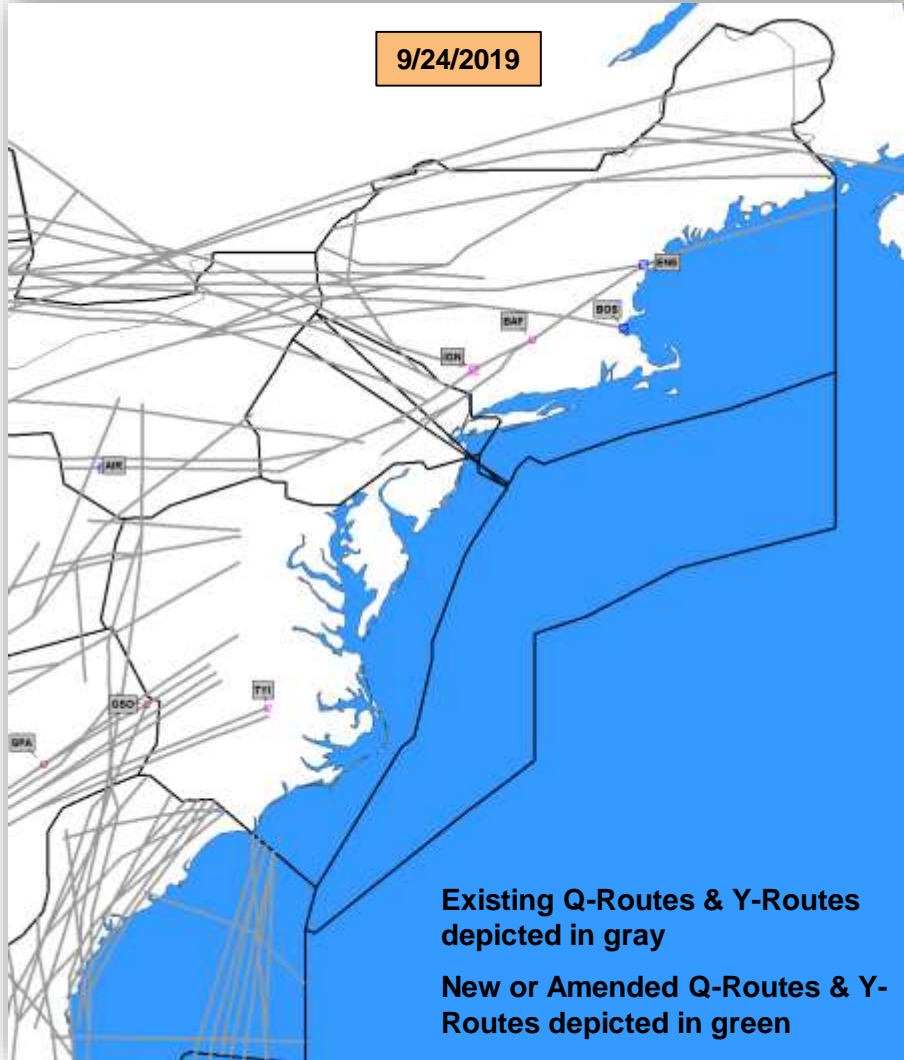 9/24/2019
ENE
BOS
BAF
IGN
AIR
TYI
GSO
Existing Q-Routes & Y-Routes
depicted in gray
New or Amended Q-Routes & Y-
Routes depicted in green